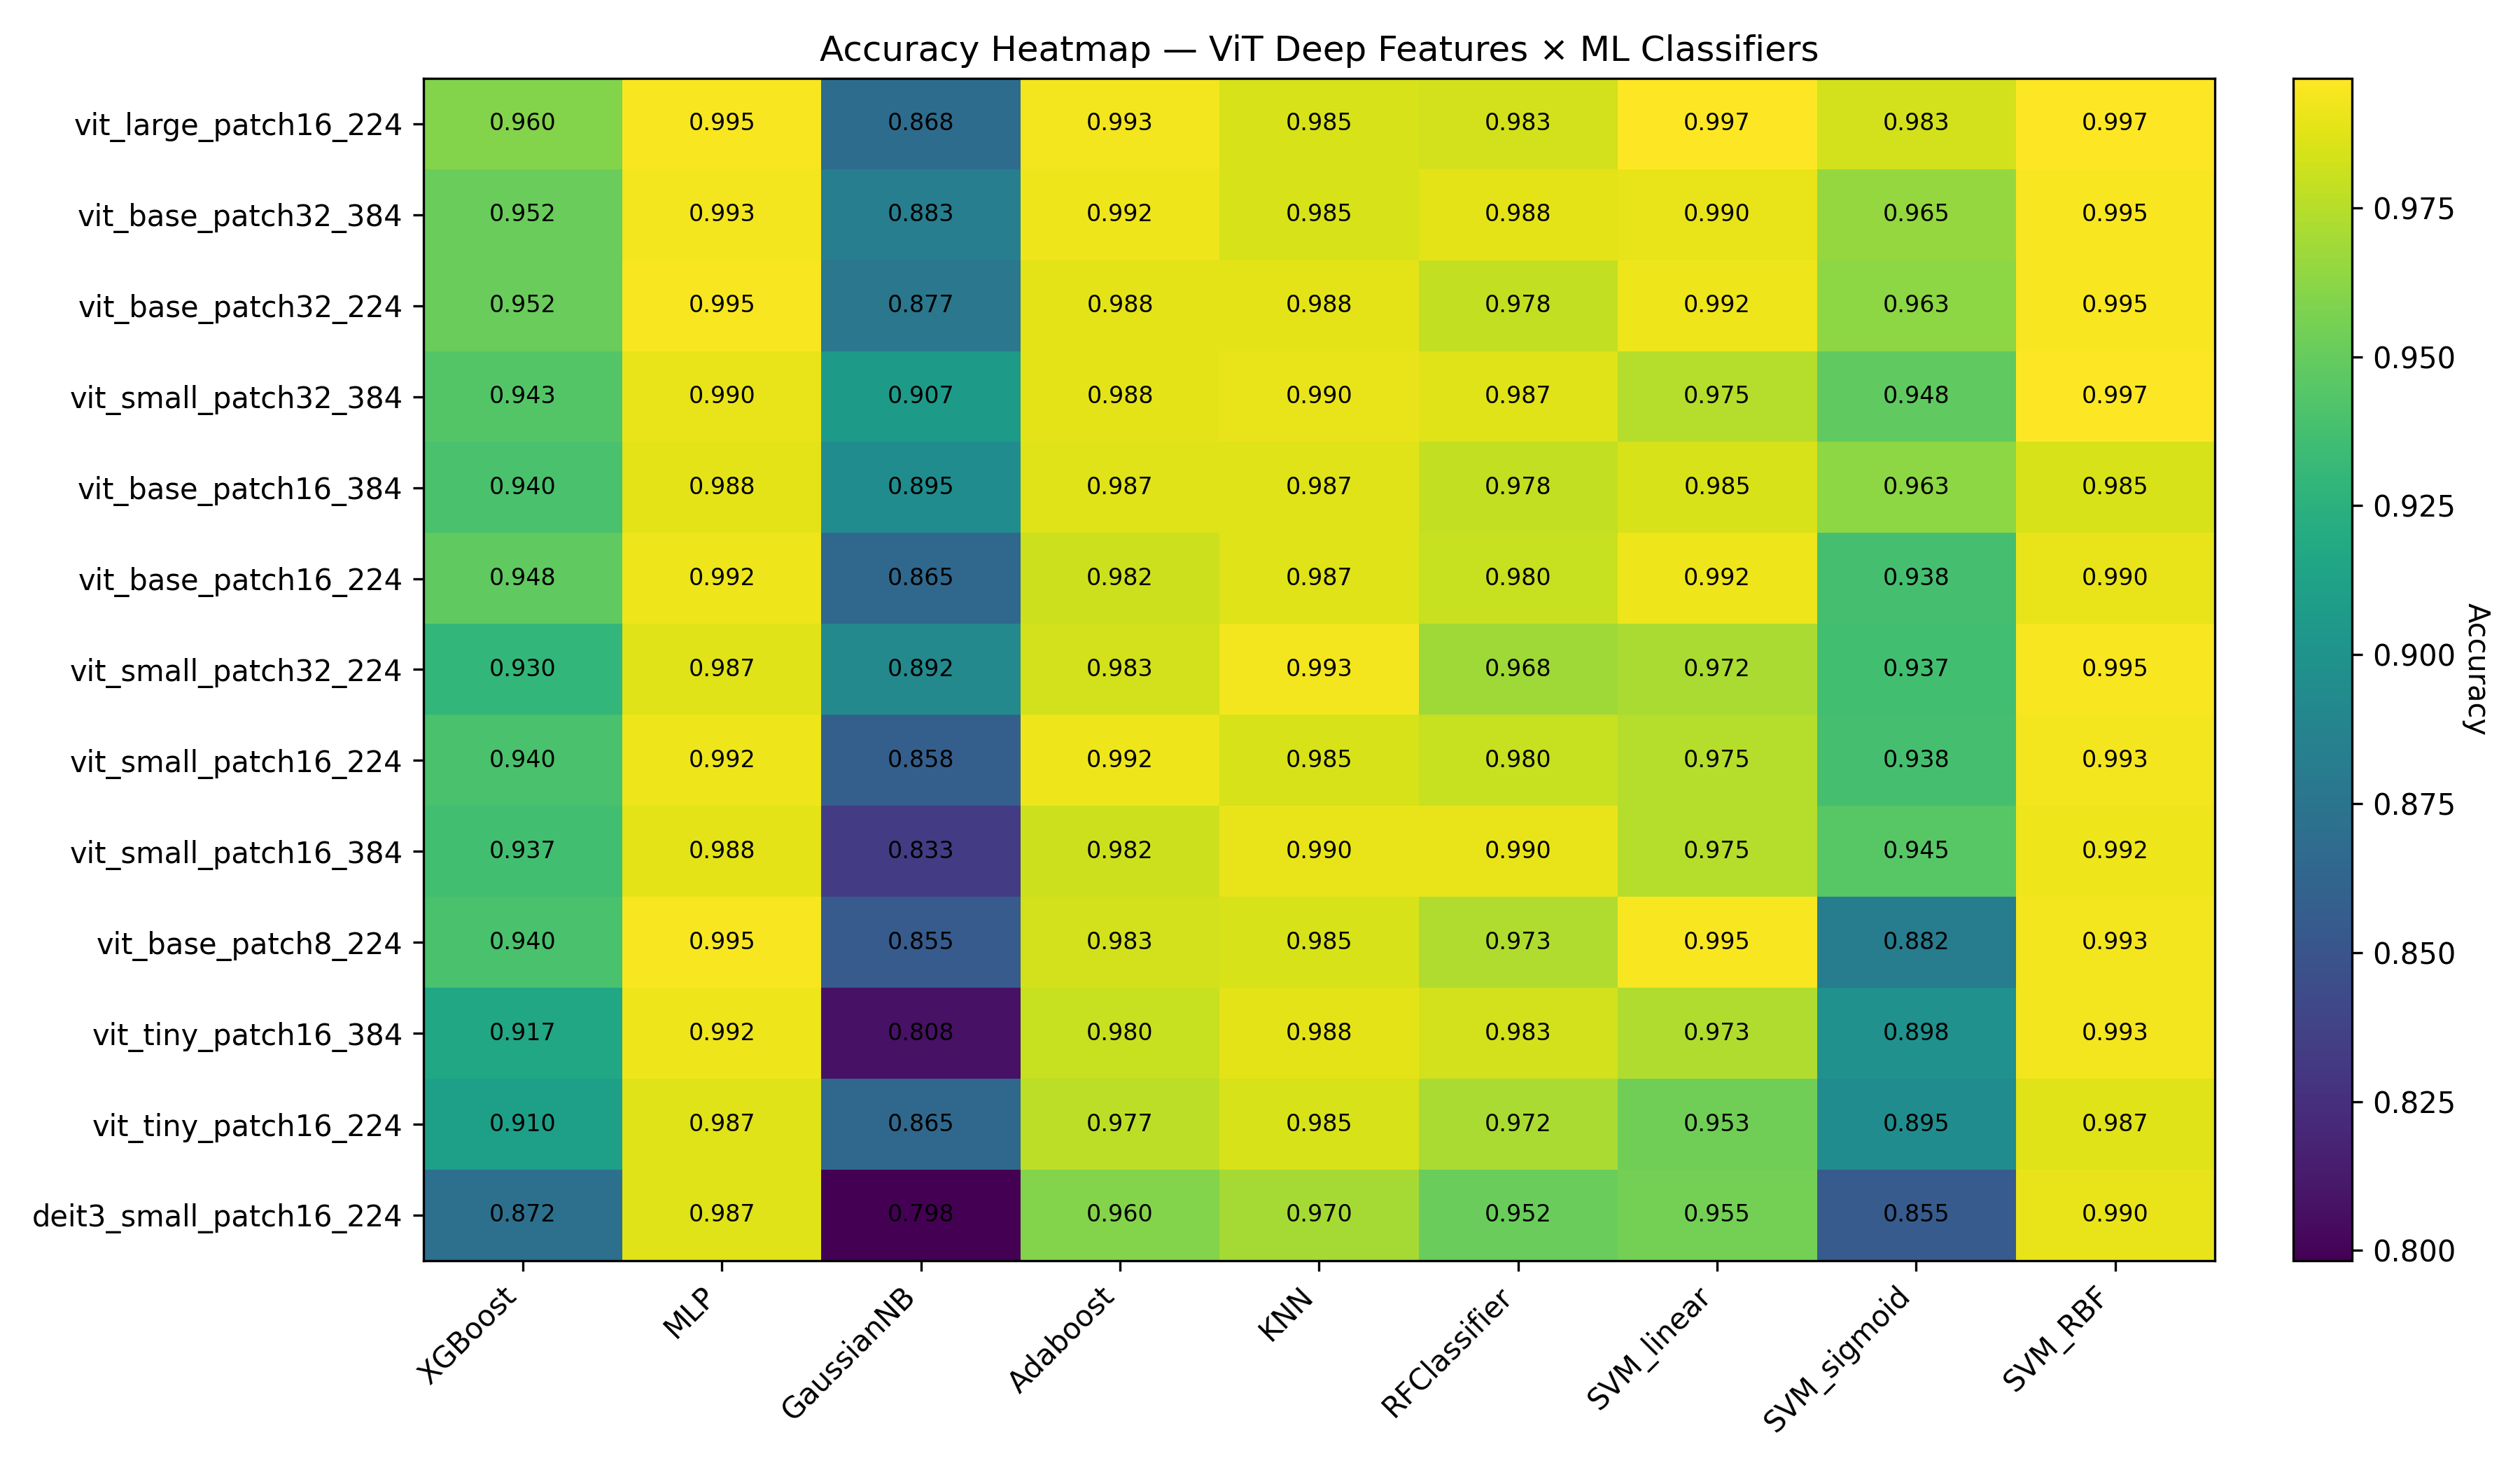 Accuracy Heatmap — ViT Deep Features × ML Classifiers
vit_large_patch16_224 0.960 0.995 0.868 0.993 0.985 0.983 0.997 0.983 0.997
vit_base_patch32_384 0.952 0.993 0.883 0.992 0.985 0.988 0.990 0.965 0.995
vit_base_patch32_224 0.952 0.995 0.877 0.988 0.988 0.978 0.992 0.963 0.995
vit_small_patch32_384 0.943 0.990 0.907 0.988 0.990 0.987 0.975 0.948 0.997
vit_base_patch16_384 0.940 0.988 0.895 0.987 0.987 0.978 0.985 0.963 0.985
vit_base_patch16_224 0.948 0.992 0.865 0.982 0.987 0.980 0.992 0.938 0.990
vit_small_patch32_224 0.930 0.987 0.892 0.983 0.993 0.968 0.972 0.937 0.995
vit_small_patch16_224 0.940 0.992 0.858 0.992 0.985 0.980 0.975 0.938 0.993
vit_small_patch16_384 0.937 0.988 0.833 0.982 0.990 0.990 0.975 0.945 0.992
vit_base_patch8_224 0.940 0.995 0.855 0.983 0.985 0.973 0.995 0.882 0.993
vit_tiny_patch16_384 0.917 0.992 0.808 0.980 0.988 0.983 0.973 0.898 0.993
vit_tiny_patch16_224 0.910 0.987 0.865 0.977 0.985 0.972 0.953 0.895 0.987
deit3_small_patch16_224 0.872 0.987 0.798 0.960 0.970 0.952 0.955 0.855 0.990
XGBoost MLP GaussianNB Adaboost KNN RFClassifier SVM_linear SVM_sigmoid SVM_RBF
0.975
0.950
0.925
0.900
0.875
0.850
0.825
0.800
Accuracy